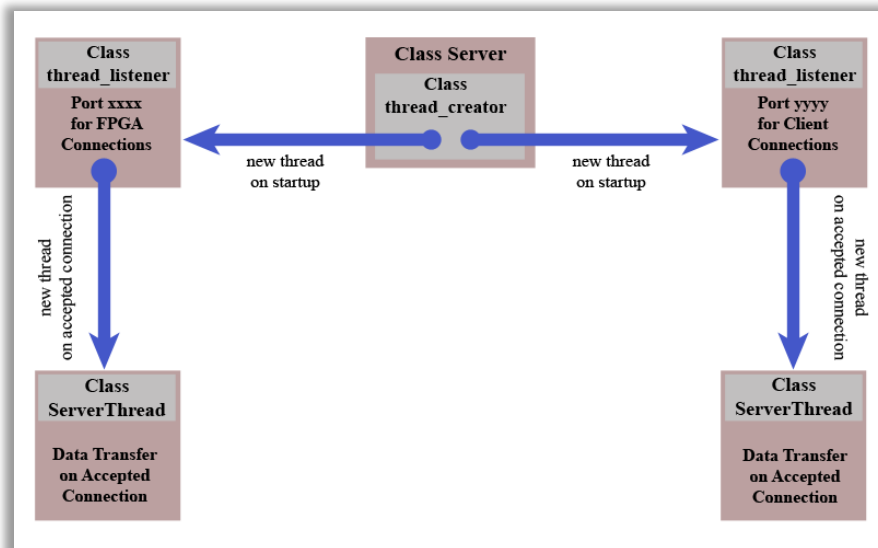 Class
thread_listener
Port xxxx
for FPGA
Connections
Class Server
Class
thread_creator
Class
thread_listener
Port yyyy
for Client
Connections
new thread
on startup
new thread
on startup
new thread
on accepted connection
new thread
on accepted connection
Class
ServerThread
Data Transfer
on Accepted
Connection
Class
ServerThread
Data Transfer
on Accepted
Connection